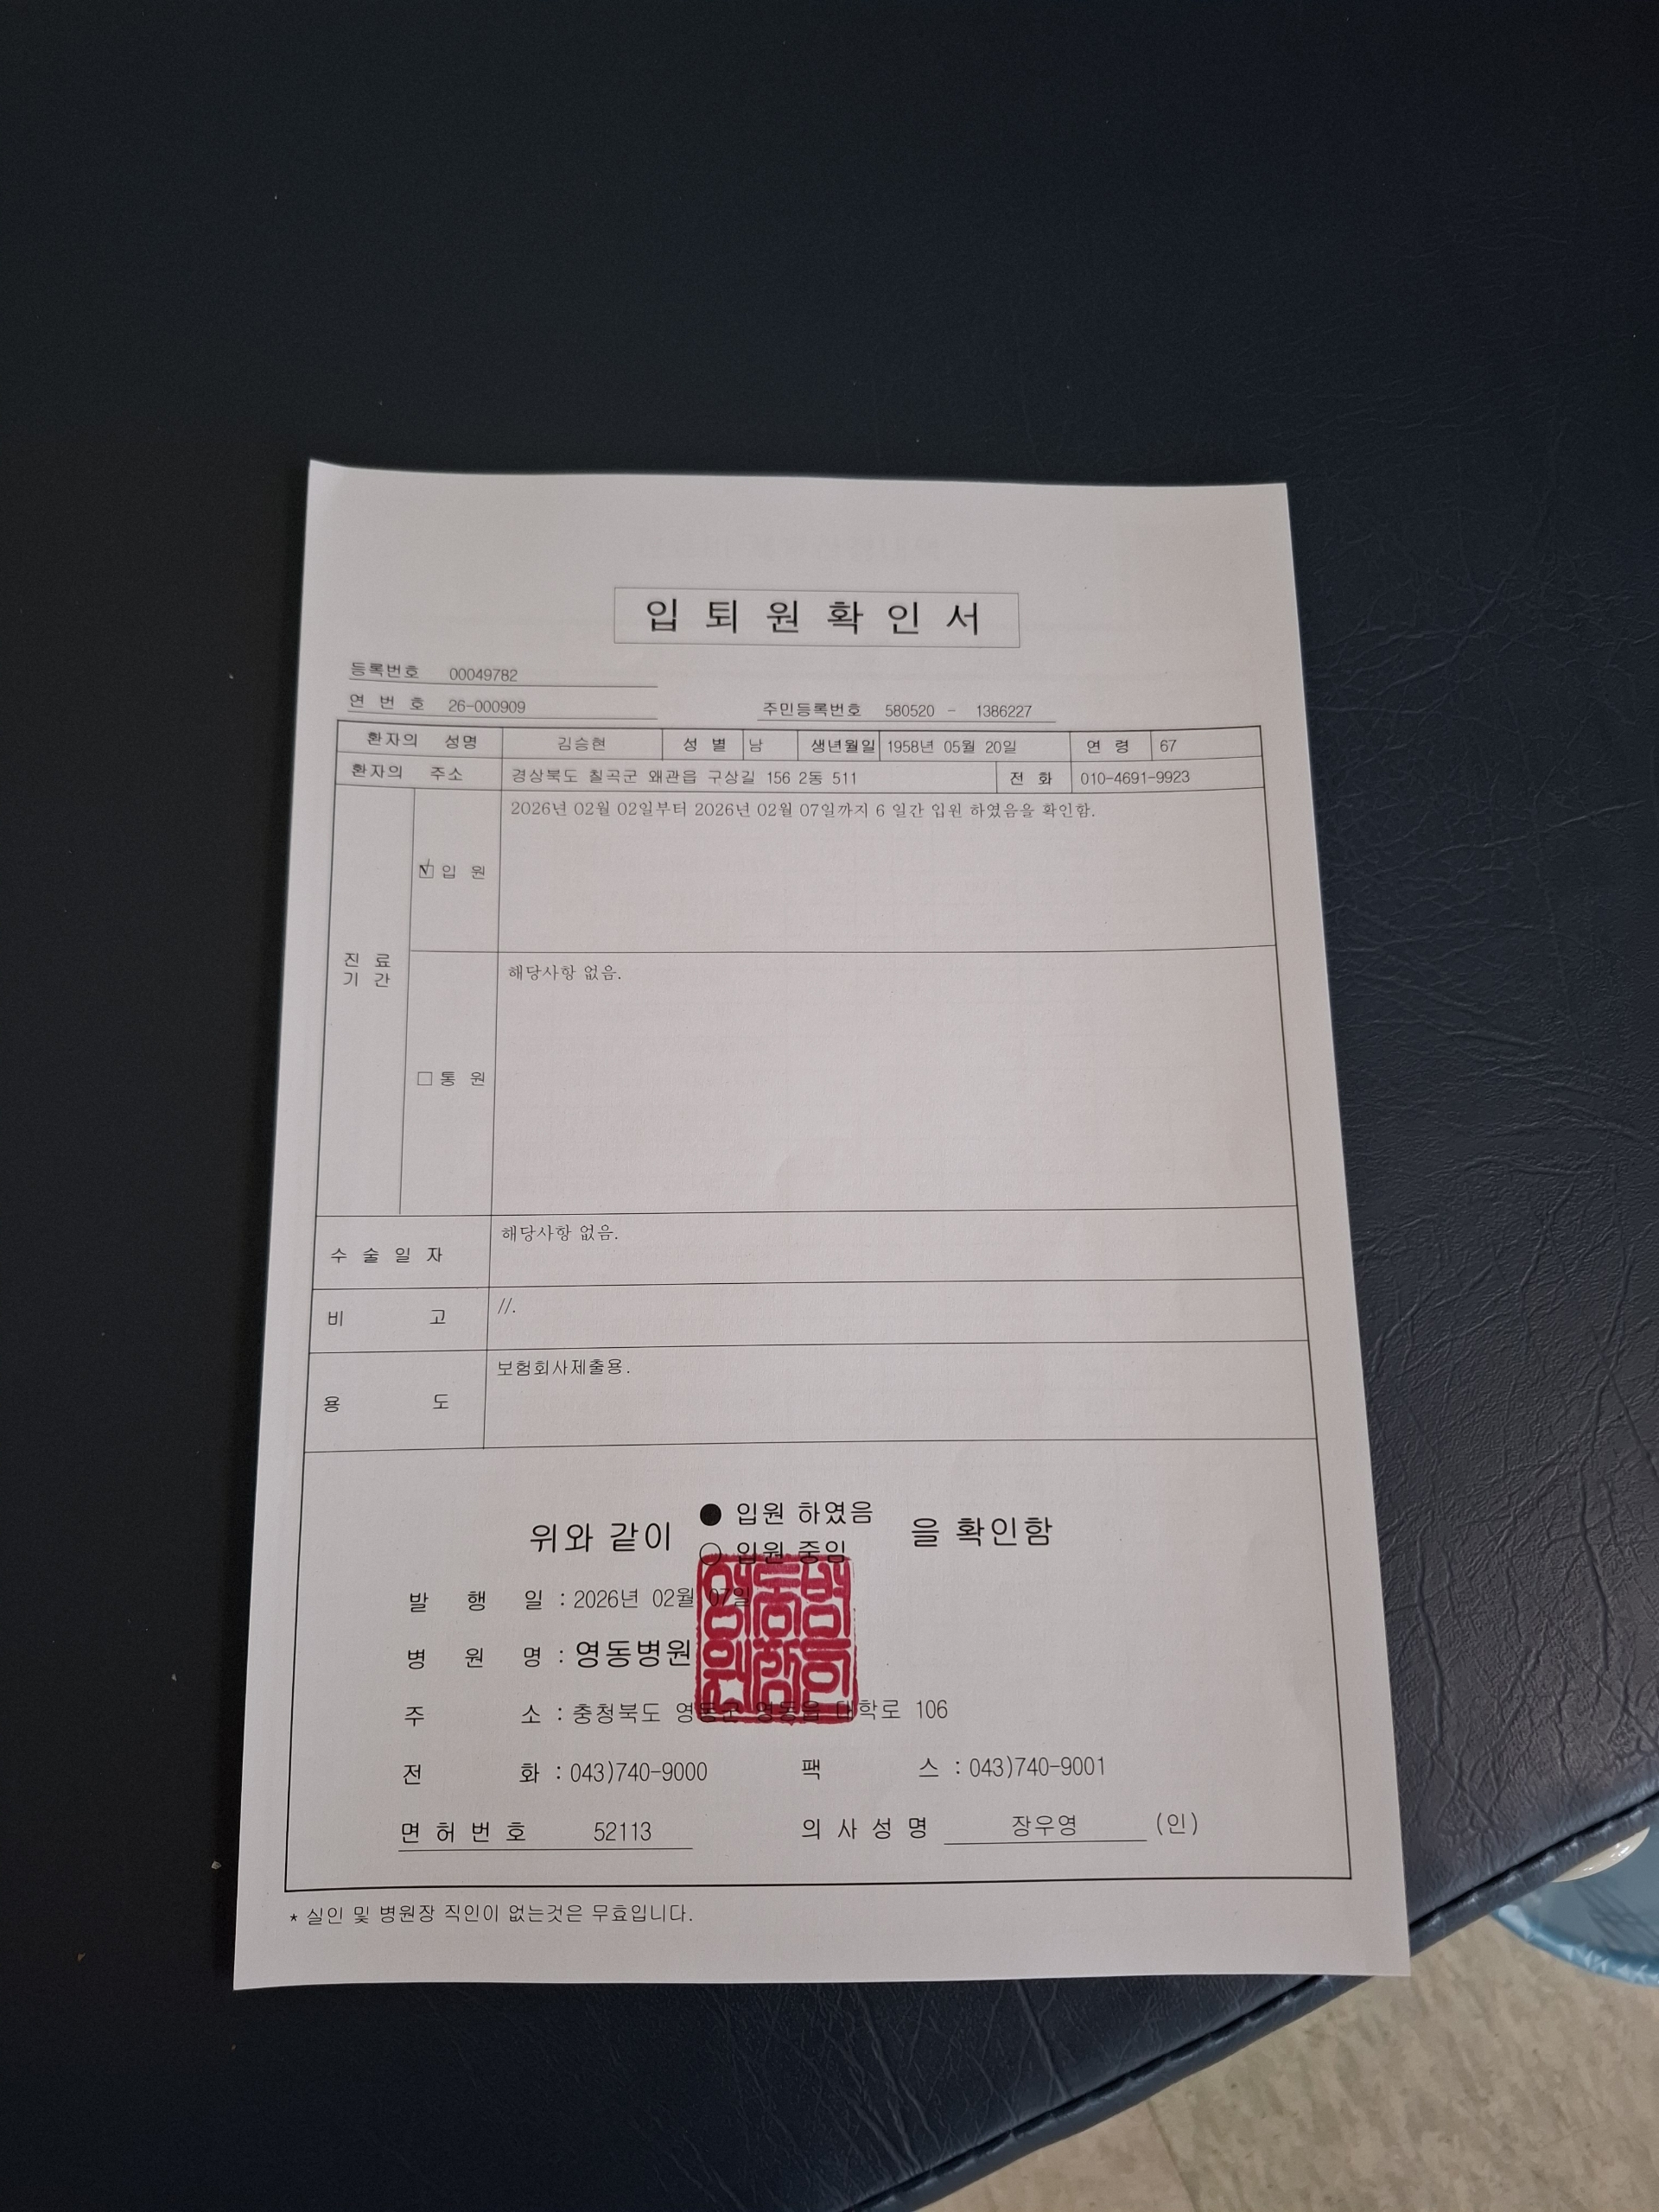 입 퇴 원 확 인 서
등록번호 00049782
연 번 호 26-000909 주민등록번호 580520 - 1386227
환자의 성명 김승현 성 별 남 생년월일 1958년 05월 20일 연 령 67
환자의 주소 경상북도 칠곡군 왜관읍 구상길 156 2동 511 전 화 010-4691-9923
진 료
기 간
입 원 2026년 02월 02일부터 2026년 02월 07일까지 6 일간 입원 하였음을 확인함.
통 원 해당사항 없음.
수 술 일 자 해당사항 없음.
비 고 //.
용 도 보험회사제출용.
위와 같이 ● 입원 하였음 을 확인함
○ 입원 중임
발 행 일 : 2026년 02월 07일
병 원 명 : 영동병원
주 소 : 충청북도 영동군 영동읍 대학로 106
전 화 : 043)740-9000 팩 스 : 043)740-9001
면 허 번 호 52113 의 사 성 명 장우영 (인)
* 실인 및 병원장 직인이 없는것은 무효입니다.